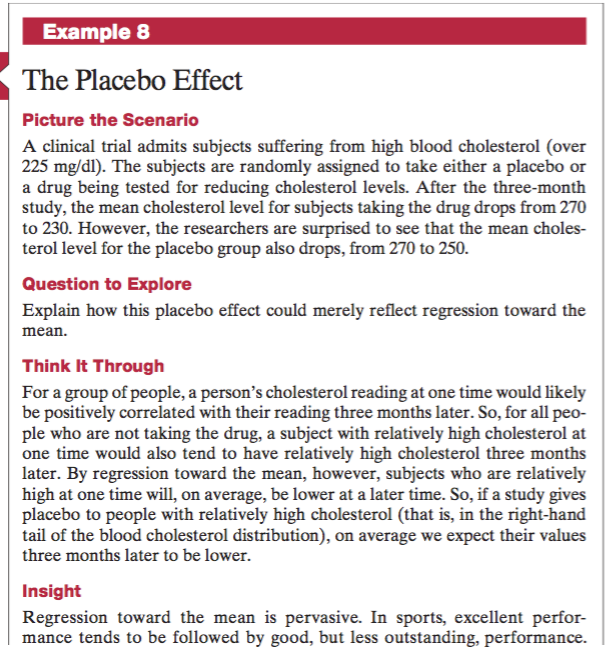 Example 8
The Placebo Effect
Picture the Scenario
A clinical trial admits subjects suffering from high blood cholesterol (over
225 mg/dl). The subjects are randomly assigned to take either a placebo or
a drug being tested for reducing cholesterol levels. After the three-month
study, the mean cholesterol level for subjects taking the drug drops from 270
to 230. However, the researchers are surprised to see that the mean choles-
terol level for the placebo group also drops, from 270 to 250.
Question to Explore
Explain how this placebo effect could merely reflect regression toward the
mean.
Think It Through
For a group of people, a person's cholesterol reading at one time would likely
be positively correlated with their reading three months later. So, for all peo-
ple who are not taking the drug, a subject with relatively high cholesterol at
one time would also tend to have relatively high cholesterol three months
later. By regression toward the mean, however, subjects who are relatively
high at one time will, on average, be lower at a later time. So, if a study gives
placebo to people with relatively high cholesterol (that is, in the right-hand
tail of the blood cholesterol distribution), on average we expect their values
three months later to be lower.
Insight
Regression toward the mean is pervasive. In sports, excellent perfor-
mance tends to be followed by good, but less outstanding, performance.